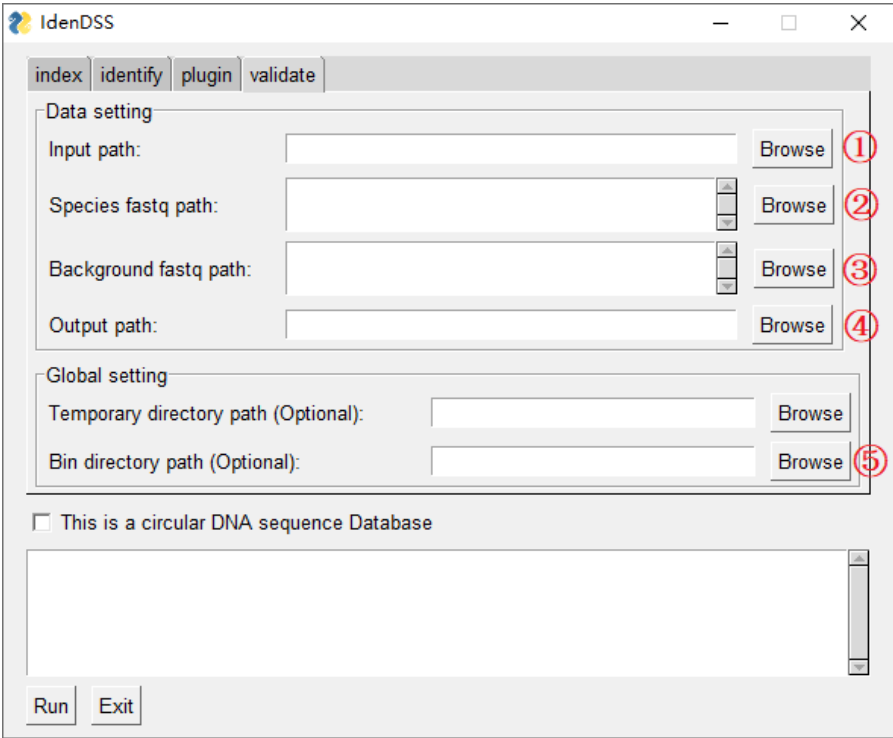 IdenDSS
index identify plugin validate
Data setting
Input path: Browse ①
Species fastq path: Browse ②
Background fastq path: Browse ③
Output path: Browse ④
Global setting
Temporary directory path (Optional): Browse
Bin directory path (Optional): Browse ⑤
This is a circular DNA sequence Database
Run Exit